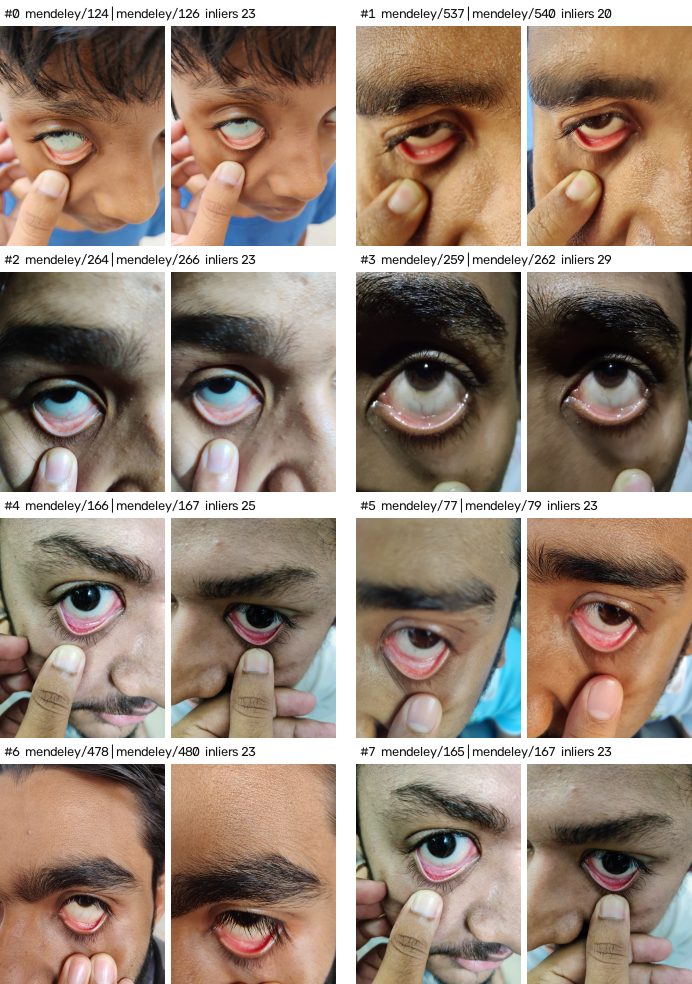 #0 mendeley/124 | mendeley/126 inliers 23
#1 mendeley/537 | mendeley/540 inliers 20
#2 mendeley/264 | mendeley/266 inliers 23
#3 mendeley/259 | mendeley/262 inliers 29
#4 mendeley/166 | mendeley/167 inliers 25
#5 mendeley/77 | mendeley/79 inliers 23
#6 mendeley/478 | mendeley/480 inliers 23
#7 mendeley/165 | mendeley/167 inliers 23